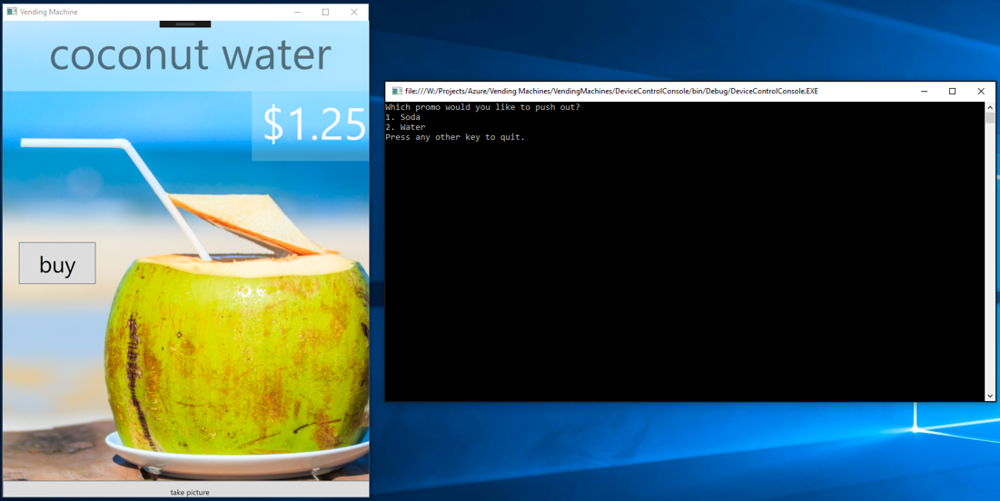 Vending Machine
coconut water
$1.25
buy
take picture
file:///W:/Projects/Azure/Vending Machines/VendingMachines/DeviceControlConsole/bin/Debug/DeviceControlConsole.EXE
Which promo would you like to push out?
1. Soda
2. Water
Press any other key to quit.